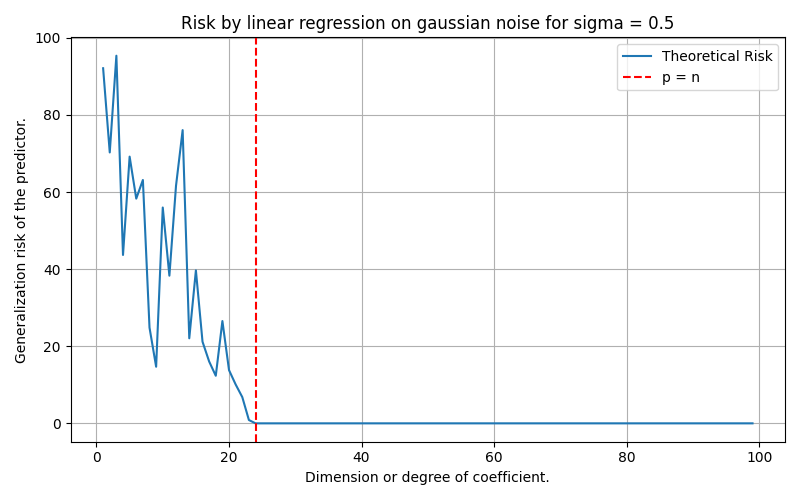 Risk by linear regression on gaussian noise for sigma = 0.5
Generalization risk of the predictor.
100
80
60
40
20
0
Theoretical Risk
p = n
0 20 40 60 80 100
Dimension or degree of coefficient.